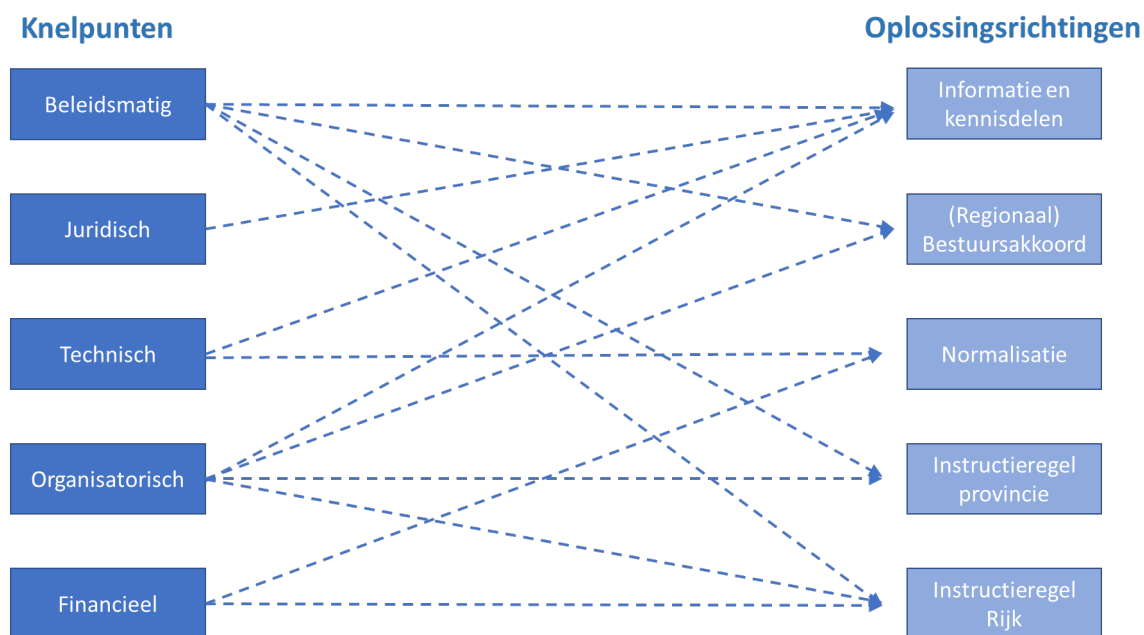 Knelpunten
Oplossingsrichtingen
Beleidsmatig
Informatie en
kennisdelen
Juridisch
(Regionaal)
Bestuursakkoord
Technisch
Normalisatie
Organisatorisch
Instructieregel
provincie
Financieel
Instructieregel
Rijk